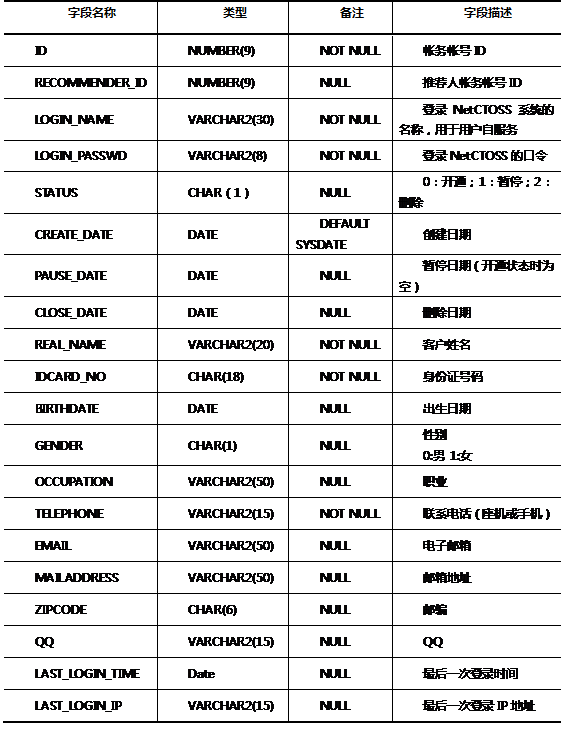 字段名称 类型 备注 字段描述
ID NUMBER(9) NOT NULL 帐务帐号 ID
RECOMMENDER_ID NUMBER(9) NULL 推荐人帐务帐号 ID
LOGIN_NAME VARCHAR2(30) NOT NULL 登录 NetCTOSS 系统的
名称，用于用户自服务
LOGIN_PASSWD VARCHAR2(8) NOT NULL 登录 NetCTOSS 的口令
STATUS CHAR（1） NULL 0：开通；1：暂停；2：
删除
CREATE_DATE DATE DEFAULT
SYSDATE 创建日期
PAUSE_DATE DATE NULL 暂停日期（开通状态时为
空）
CLOSE_DATE DATE NULL 删除日期
REAL_NAME VARCHAR2(20) NOT NULL 客户姓名
IDCARD_NO CHAR(18) NOT NULL 身份证号码
BIRTHDATE DATE NULL 出生日期
GENDER CHAR(1) NULL 性别
0:男 1:女
OCCUPATION VARCHAR2(50) NULL 职业
TELEPHONE VARCHAR2(15) NOT NULL 联系电话（座机或手机）
EMAIL VARCHAR2(50) NULL 电子邮箱
MAILADDRESS VARCHAR2(50) NULL 邮箱地址
ZIPCODE CHAR(6) NULL 邮编
QQ VARCHAR2(15) NULL QQ
LAST_LOGIN_TIME Date NULL 最后一次登录时间
LAST_LOGIN_IP VARCHAR2(15) NULL 最后一次登录 IP 地址